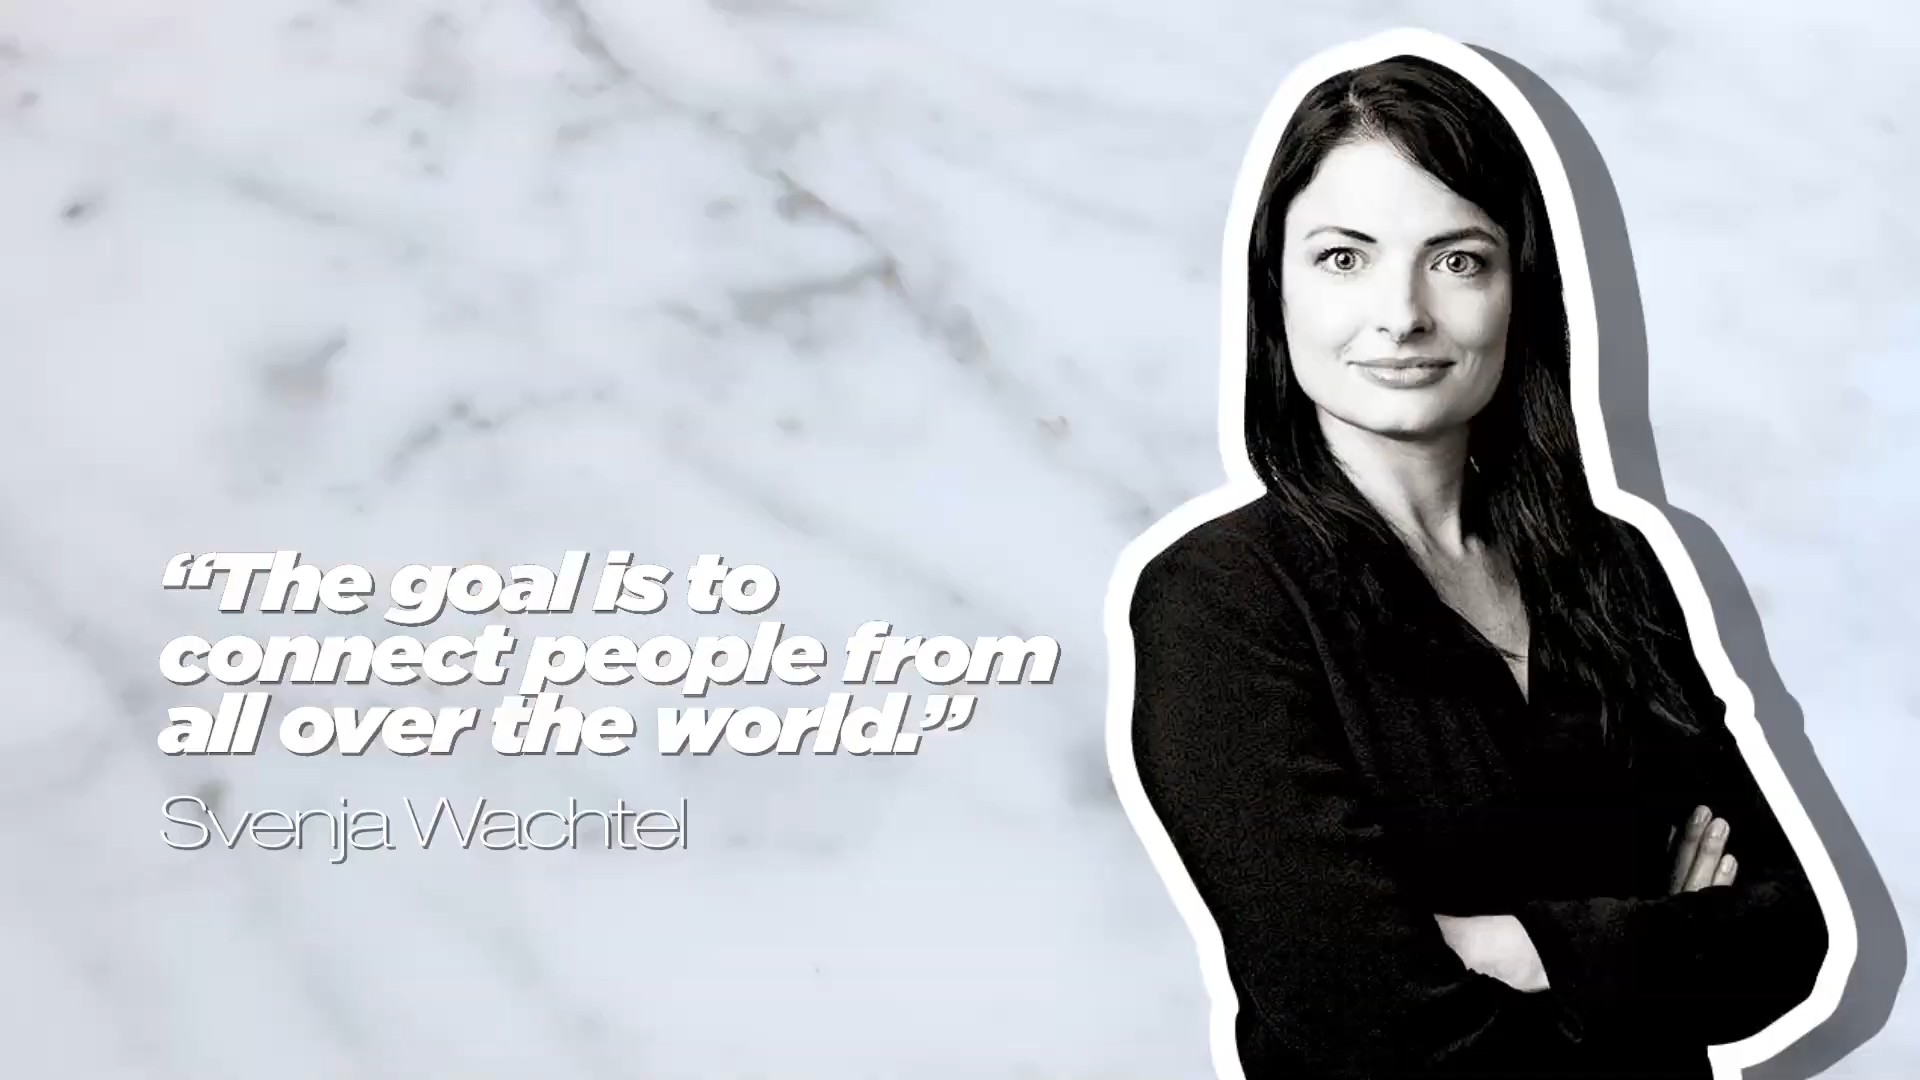 “The goal is to
connect people from
all over the world.”
Svenja Wachtel